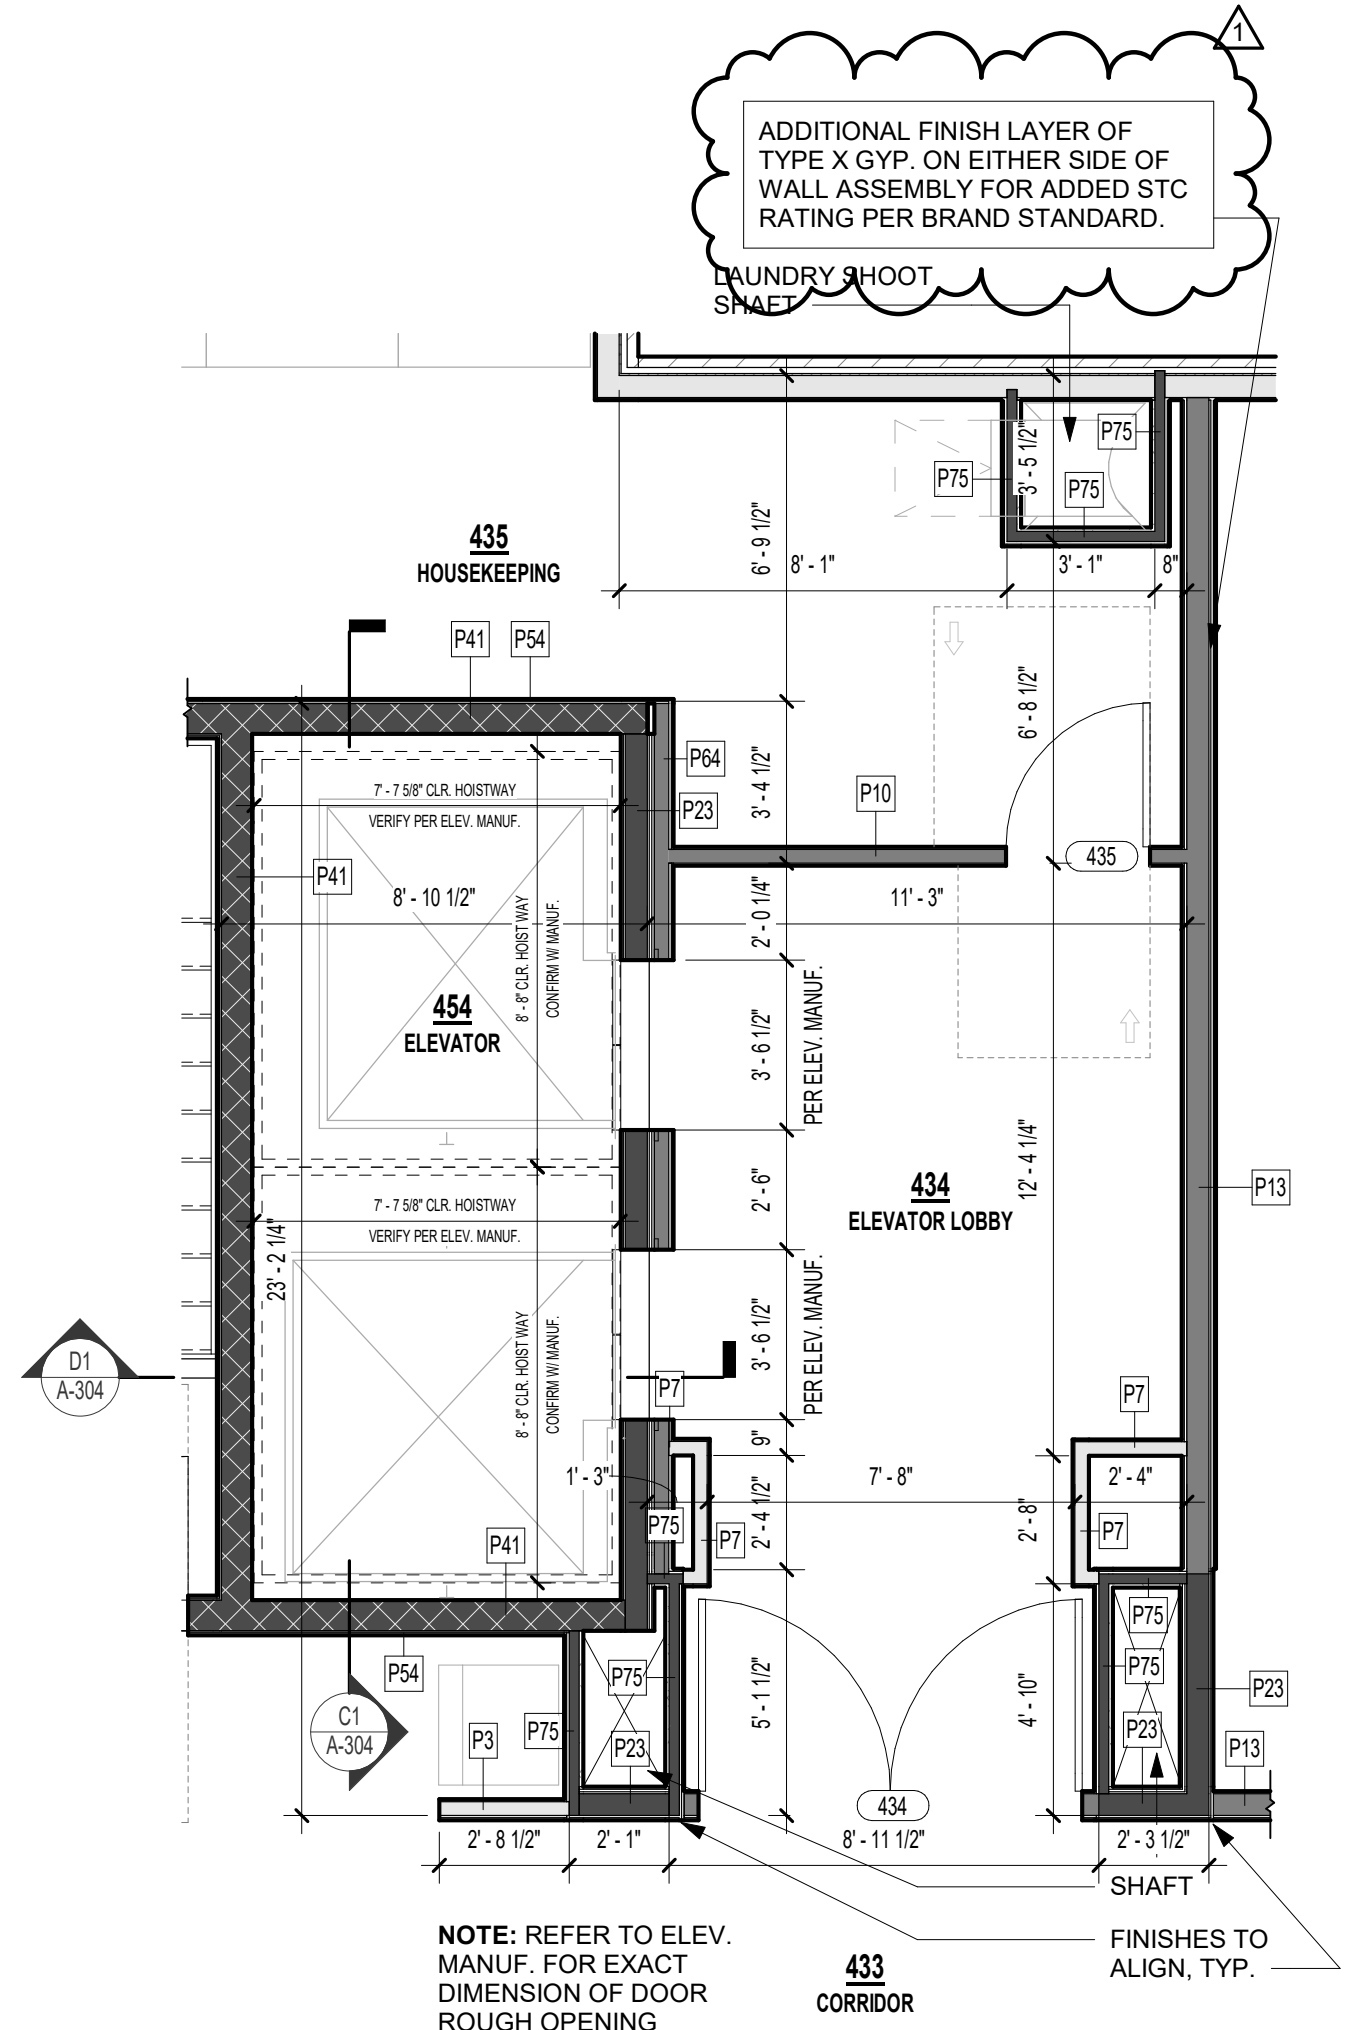 1
ADDITIONAL FINISH LAYER OF
TYPE X GYP. ON EITHER SIDE OF
WALL ASSEMBLY FOR ADDED STC
RATING PER BRAND STANDARD.
LAUNDRY SHOOT
SHAFT
P75
P75
P75
3' - 5 1/2"
6' - 9 1/2"
435
HOUSEKEEPING
8' - 1"
3' - 1"
8"
P41
P54
6' - 8 1/2"
P64
P23
P10
3' - 4 1/2"
7' - 7 5/8" CLR. HOISTWAY
VERIFY PER ELEV. MANUF.
435
P41
8' - 10 1/2"
11' - 3"
2' - 0 1/4"
8' - 8" CLR. HOIST WAY
CONFIRM W/ MANUF.
454
ELEVATOR
3' - 6 1/2"
PER ELEV. MANUF.
12' - 4 1/4"
434
ELEVATOR LOBBY
P13
2' - 6"
7' - 7 5/8" CLR. HOISTWAY
VERIFY PER ELEV. MANUF.
23' - 2 1/4"
3' - 6 1/2"
PER ELEV. MANUF.
8' - 8" CLR. HOIST WAY
CONFIRM W/ MANUF.
D1
A-304
P7
P7
9"
1' - 3"
7' - 8"
2' - 4"
2' - 4 1/2"
2' - 8"
P75
P7
P7
P41
P75
P54
P75
P75
P23
5' - 1 1/2"
4' - 10"
C1
A-304
P3
P75
P23
P23
P13
434
2' - 8 1/2"
2' - 1"
8' - 11 1/2"
2' - 3 1/2"
SHAFT
NOTE: REFER TO ELEV.
MANUF. FOR EXACT
DIMENSION OF DOOR
ROUGH OPENING
433
CORRIDOR
FINISHES TO
ALIGN, TYP.